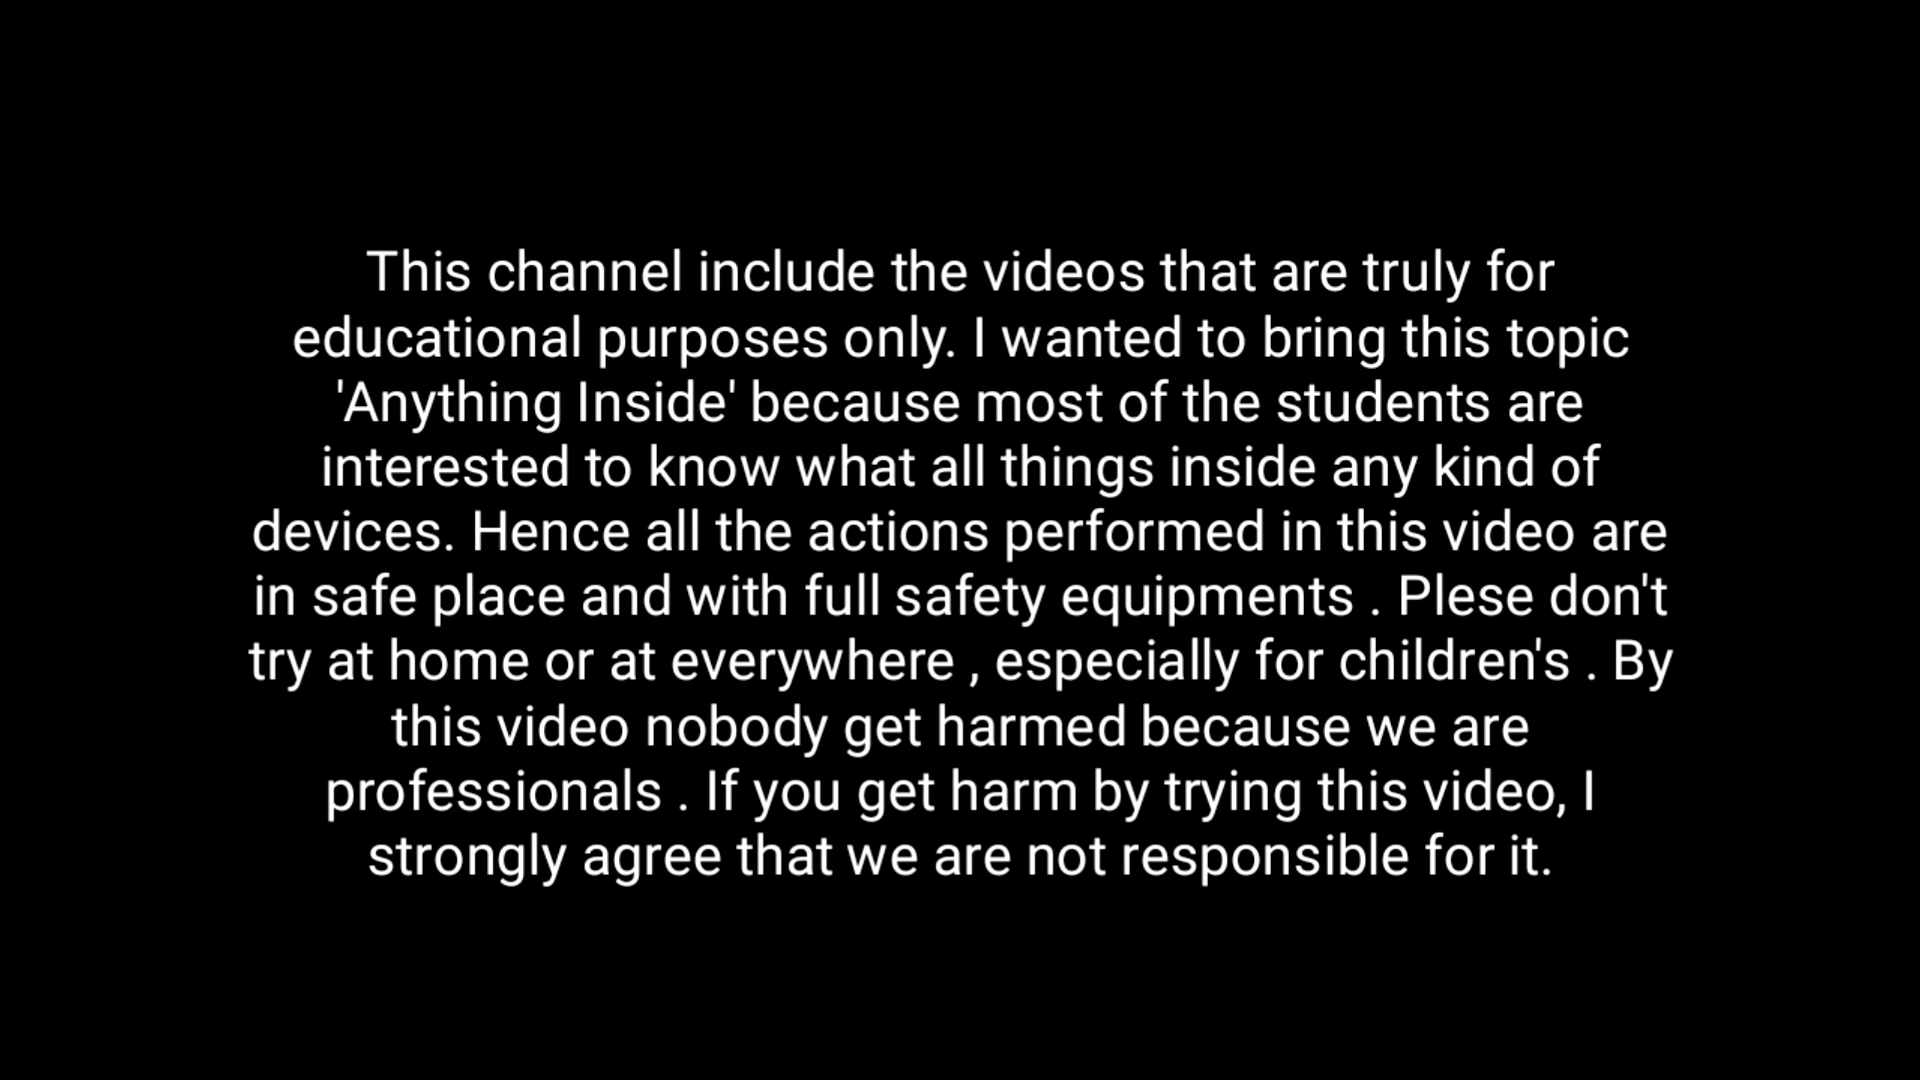 This channel include the videos that are truly for
educational purposes only. I wanted to bring this topic
'Anything Inside' because most of the students are
interested to know what all things inside any kind of
devices. Hence all the actions performed in this video are
in safe place and with full safety equipments . Plese don't
try at home or at everywhere , especially for children's . By
this video nobody get harmed because we are
professionals . If you get harm by trying this video, I
strongly agree that we are not responsible for it.